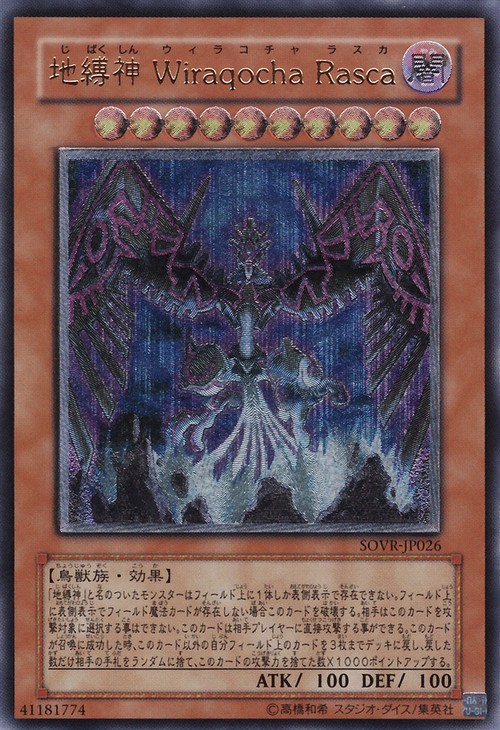 じ ばく しん ウィラコチャ ラスカ
地縛神 Wiraqocha Rasca
闇
SOVR-JP026
ちょうじゅう ぞく こう か
【鳥獣族・効果】
「地縛神」と名のついたモンスターはフィールド上に1体しか表側表示で存在できない。フィールド上
に表側表示でフィールド魔法カードが存在しない場合このカードを破壊する。相手はこのカードを攻
撃対象に選択する事はできない。このカードは相手プレイヤーに直接攻撃する事ができる。このカード
が召喚に成功した時、このカード以外の自分フィールド上のカードを3枚までデッキに戻し、戻した
数だけ相手の手札をランダムに捨て、このカードの攻撃力を捨てた数×1000ポイントアップする。
ATK/ 100 DEF/ 100
41181774
©高橋和希 スタジオ・ダイス/集英社